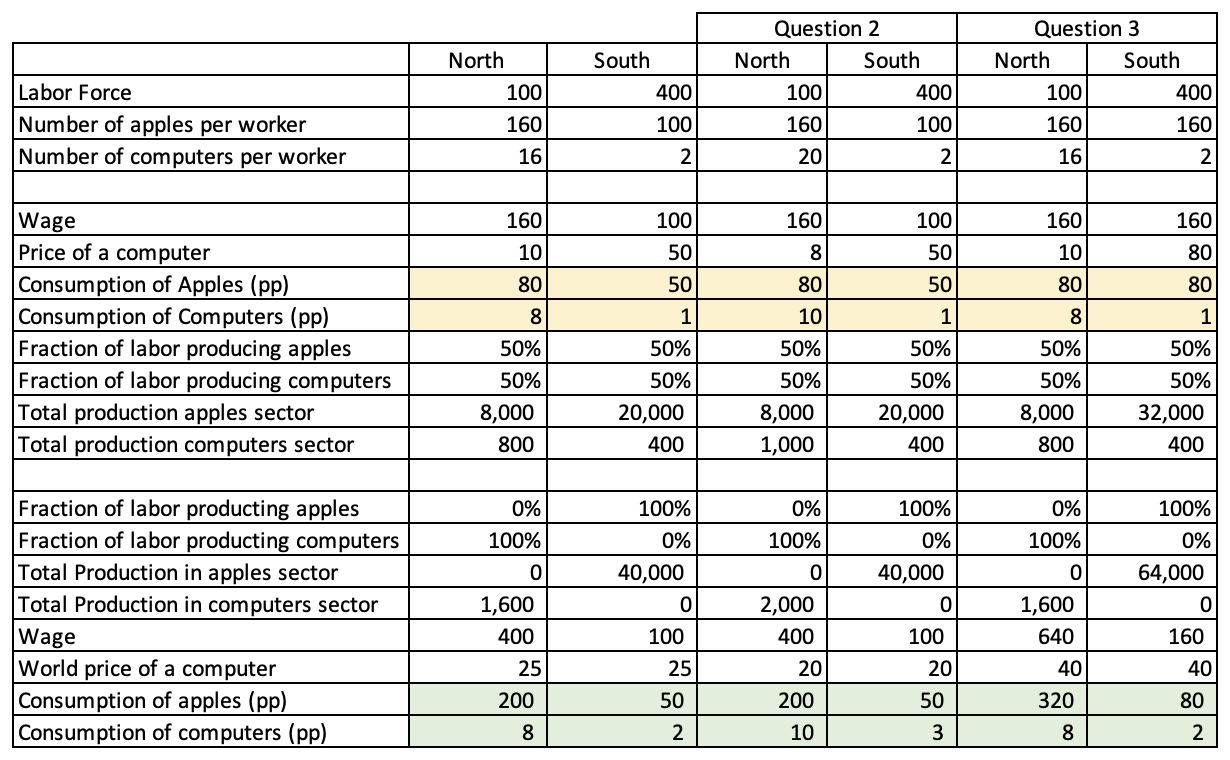 Question 2 Question 3
North South North South North South
Labor Force 100 400 100 400 100 400
Number of apples per worker 160 100 160 100 160 160
Number of computers per worker 16 2 20 2 16 2
Wage 160 100 160 100 160 160
Price of a computer 10 50 8 50 10 80
Consumption of Apples (pp) 80 50 80 50 80 80
Consumption of Computers (pp) 8 1 10 1 8 1
Fraction of labor producing apples 50% 50% 50% 50% 50% 50%
Fraction of labor producing computers 50% 50% 50% 50% 50% 50%
Total production apples sector 8,000 20,000 8,000 20,000 8,000 32,000
Total production computers sector 800 400 1,000 400 800 400
Fraction of labor producting apples 0% 100% 0% 100% 0% 100%
Fraction of labor producting computers 100% 0% 100% 0% 100% 0%
Total Production in apples sector 0 40,000 0 40,000 0 64,000
Total Production in computers sector 1,600 0 2,000 0 1,600 0
Wage 400 100 400 100 640 160
World price of a computer 25 25 20 20 40 40
Consumption of apples (pp) 200 50 200 50 320 80
Consumption of computers (pp) 8 2 10 3 8 2